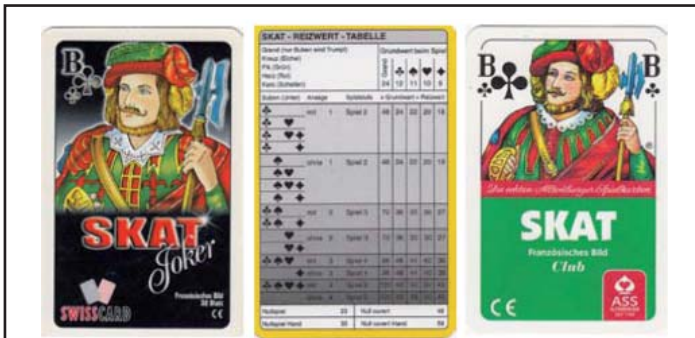 B
SKAT
Joker
Französisches Bild
32 Blatt
SWISSCARD
CE
SKAT - REIZWERT - TABELLE
Grand (nur Buben sind Trumpf)
Kreuz (Eichel)
Pik (Grün)
Herz (Rot)
Karo (Schellen)
Grundwert beim Spiel
Grand
24 12 11 10 9
Buben (Unter) Anzeige Spielstufe x Grundwert = Reizwert
mit 1 Spiel 2 48 24 22 20 18
ohne 1 Spiel 2 48 24 22 20 18
mit 2 Spiel 3 72 36 33 30 27
ohne 2 Spiel 3 72 36 33 30 27
Nullspiel 23 Null ouvert 46
Nullspiel Hand 35 Null ouvert Hand 59
B B
Die echten Altenburger Spielkarten
SKAT
Französisches Bild
Club
CE
ASS
ALTENBURGER